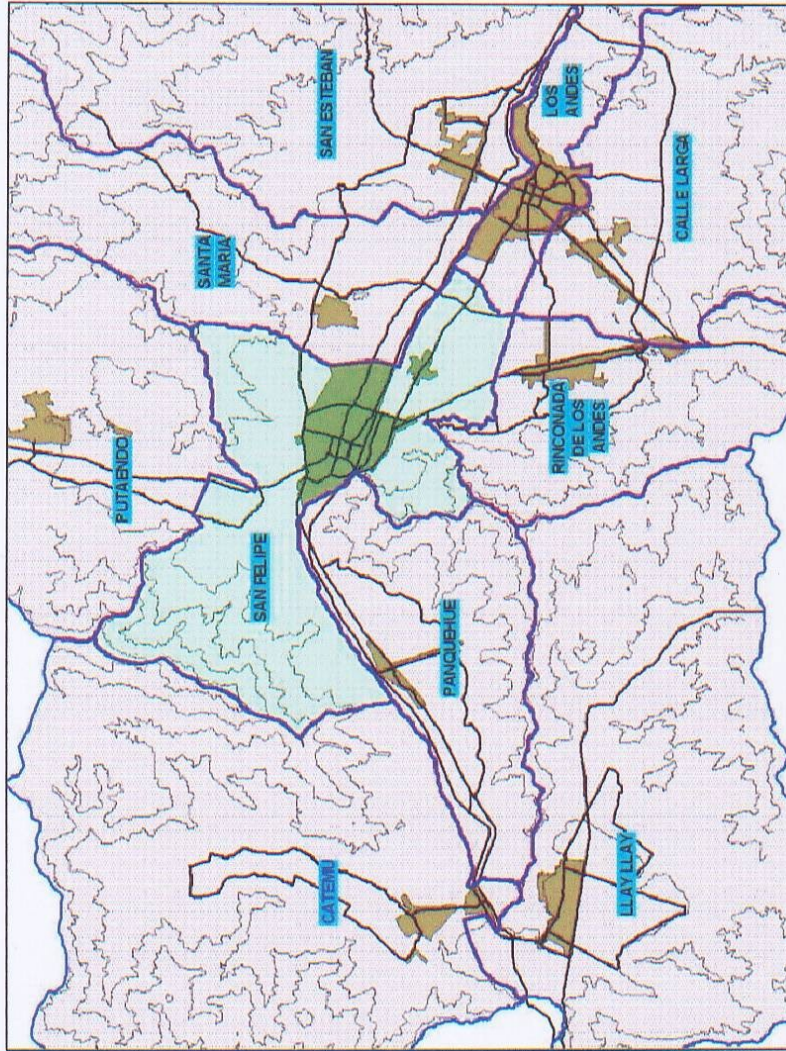 PUTAENDO
SANTA
MARIA
SAN ESTEBAN
SAN FELIPE
LOS
ANDES
CATEMU
PANQUEHUE
RINCONADA
DE LOS
ANDES
CALLE LARGA
LLAY LLAY